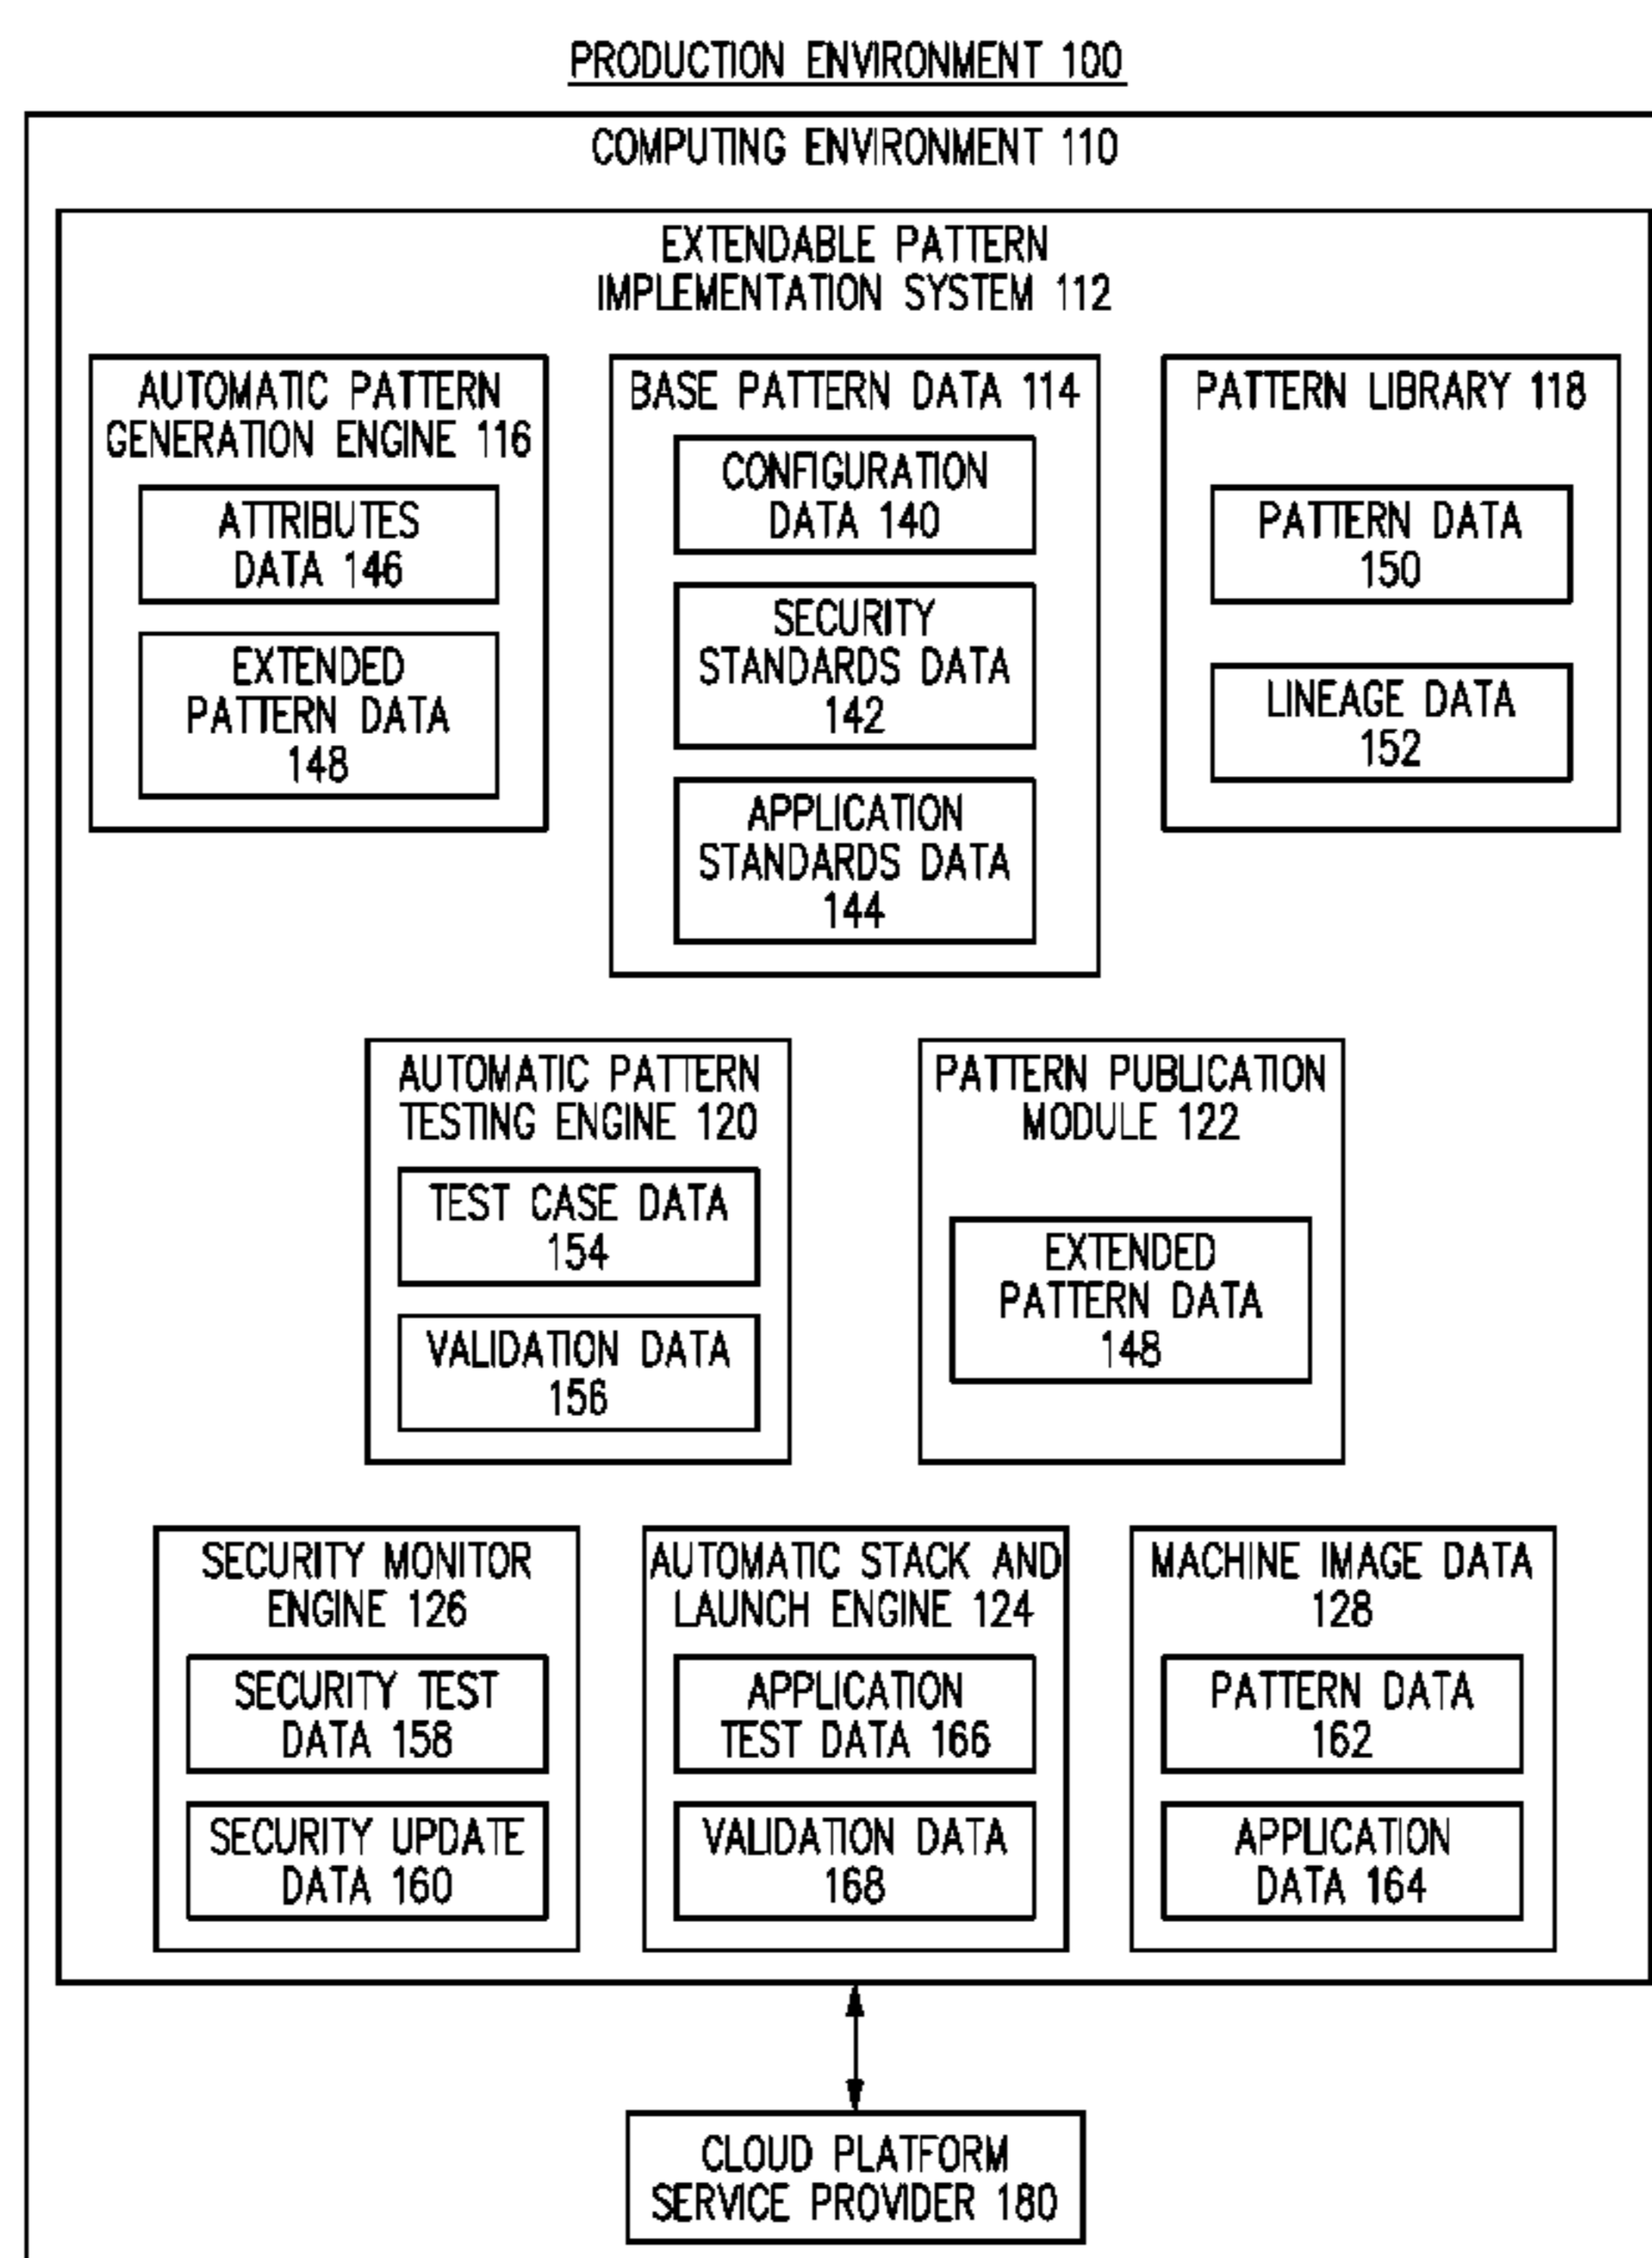 PRODUCTION ENVIRONMENT 100
COMPUTING ENVIRONMENT 110
EXTENDABLE PATTERN
IMPLEMENTATION SYSTEM 112
AUTOMATIC PATTERN
GENERATION ENGINE 116
ATTRIBUTES
DATA 146
EXTENDED
PATTERN DATA
148
BASE PATTERN DATA 114
CONFIGURATION
DATA 140
SECURITY
STANDARDS DATA
142
APPLICATION
STANDARDS DATA
144
PATTERN LIBRARY 118
PATTERN DATA
150
LINEAGE DATA
152
AUTOMATIC PATTERN
TESTING ENGINE 120
TEST CASE DATA
154
VALIDATION DATA
156
PATTERN PUBLICATION
MODULE 122
EXTENDED
PATTERN DATA
148
SECURITY MONITOR
ENGINE 126
SECURITY TEST
DATA 158
SECURITY UPDATE
DATA 160
AUTOMATIC STACK AND
LAUNCH ENGINE 124
APPLICATION
TEST DATA 166
VALIDATION DATA
168
MACHINE IMAGE DATA
128
PATTERN DATA
162
APPLICATION
DATA 164
CLOUD PLATFORM
SERVICE PROVIDER 180